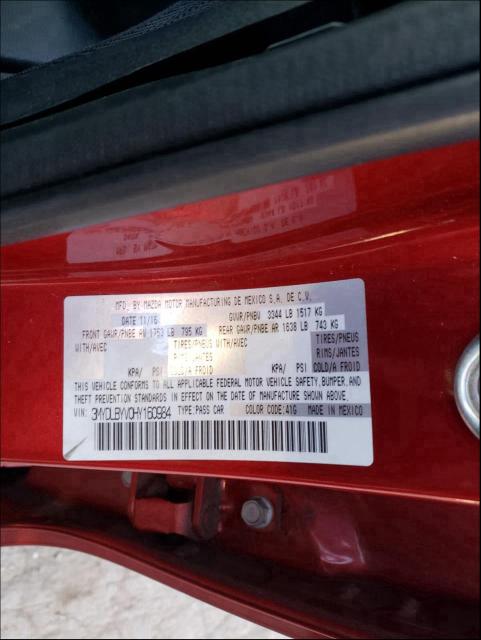 MFD. BY MAZDA MOTOR MANUFACTURING DE MEXICO S.A. DE C.V.
DATE 11/16 GVWR/PNBV 3344 LB 1517 KG
FRONT GAWR/PNBE AV 1753 LB 795 KG REAR GAWR/PNBE AR 1638 LB 743 KG
WITH/AVEC TIRES/PNEUS WITH/AVEC TIRES/PNEUS
RIMS/JANTES RIMS/JANTES
KPA/ PSI COLD/A FROID KPA/ PSI COLD/A FROID
THIS VEHICLE CONFORMS TO ALL APPLICABLE FEDERAL MOTOR VEHICLE SAFETY, BUMPER, AND
THEFT PREVENTION STANDARDS IN EFFECT ON THE DATE OF MANUFACTURE SHOWN ABOVE.
VIN: 3MYDLBYV0HY160984 TYPE:PASS CAR COLOR CODE:41G MADE IN MEXICO